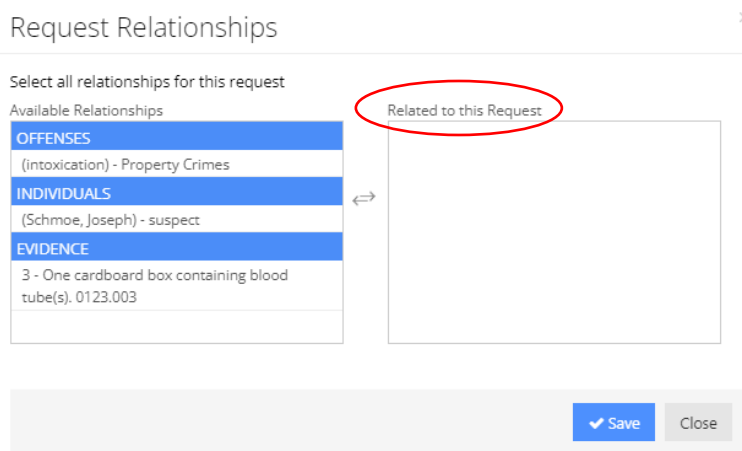 Request Relationships
Select all relationships for this request
Available Relationships
OFFENSES
(intoxication) - Property Crimes
INDIVIDUALS
(Schmoe, Joseph) - suspect
EVIDENCE
3 - One cardboard box containing blood
tube(s). 0123.003
Related to this Request
Save
Close